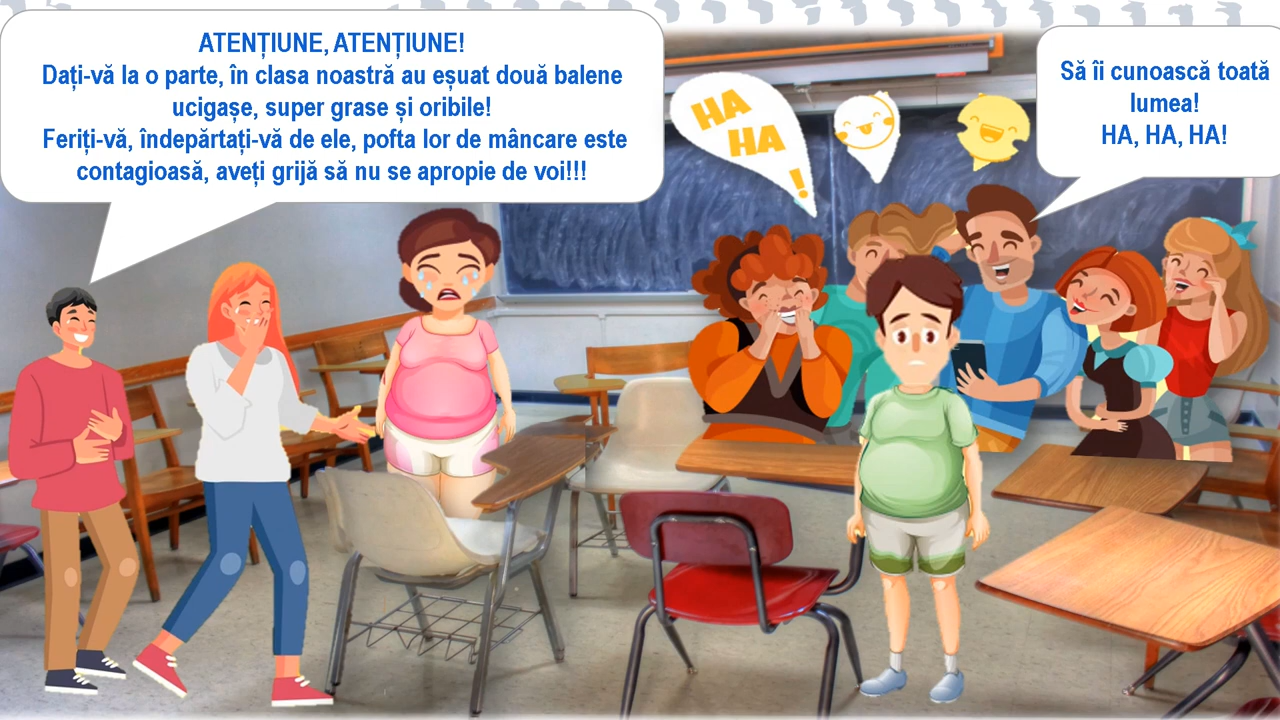 ATENȚIUNE, ATENȚIUNE!
Dați-vă la o parte, în clasa noastră au eșuat două balene
ucigașe, super grase și oribile!
Feriți-vă, îndepărtați-vă de ele, pofta lor de mâncare este
contagioasă, aveți grijă să nu se apropie de voi!!!
Să îi cunoască toată
lumea!
HA, HA, HA!
HA
HA
!